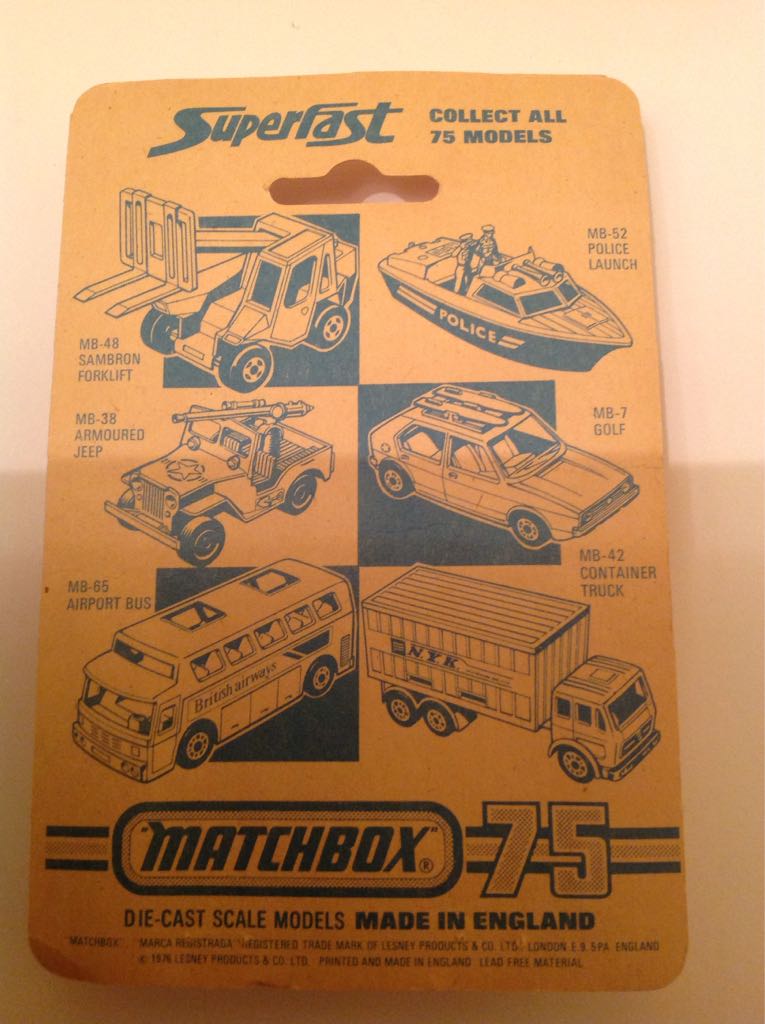 Superfast
COLLECT ALL
75 MODELS
MB-52
POLICE
LAUNCH
POLICE
MB-48
SAMBRON
FORKLIFT
MB-38
ARMOURED
JEEP
MB-7
GOLF
MB-65
AIRPORT BUS
MB-42
CONTAINER
TRUCK
British airways
NYK
"MATCHBOX"® 75
DIE-CAST SCALE MODELS MADE IN ENGLAND
"MATCHBOX" MARCA REGISTRADA REGISTERED TRADE MARK OF LESNEY PRODUCTS & CO. LTD. LONDON E.9. 5PA ENGLAND
© 1976 LESNEY PRODUCTS & CO. LTD. PRINTED AND MADE IN ENGLAND LEAD FREE MATERIAL